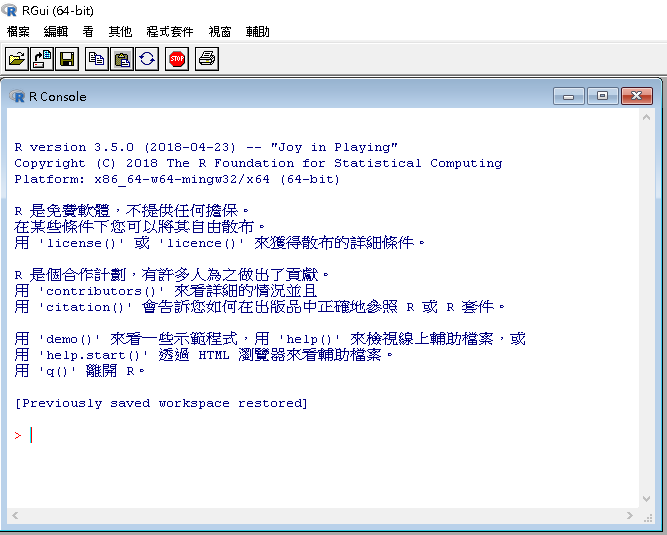 RGui (64-bit)
檔案 編輯 看 其他 程式套件 視窗 輔助
STOP
R Console
R version 3.5.0 (2018-04-23) -- "Joy in Playing"
Copyright (C) 2018 The R Foundation for Statistical Computing
Platform: x86_64-w64-mingw32/x64 (64-bit)
R 是免費軟體，不提供任何擔保。
在某些條件下您可以將其自由散布。
用 'license()' 或 'licence()' 來獲得散布的詳細條件。
R 是個合作計劃，有許多人為之做出了貢獻。
用 'contributors()' 來看詳細的情況並且
用 'citation()' 會告訴您如何在出版品中正確地參照 R 或 R 套件。
用 'demo()' 來看一些示範程式，用 'help()' 來檢視線上輔助檔案，或
用 'help.start()' 透過 HTML 瀏覽器來看輔助檔案。
用 'q()' 離開 R。
[Previously saved workspace restored]
>